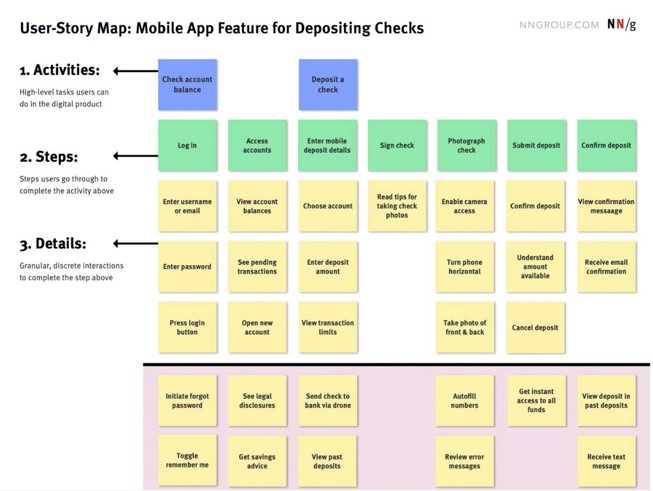 User-Story Map: Mobile App Feature for Depositing Checks
NNGROUP.COM NN/g
1. Activities:
High-level tasks users can
do in the digital product
Check account
balance
Deposit a
check
2. Steps:
Steps users go through to
complete the activity above
Log in
Access
accounts
Enter mobile
deposit details
Sign check
Photograph
check
Submit deposit
Confirm deposit
3. Details:
Granular, discrete interactions
to complete the step above
Enter username
or email
View account
balances
Choose account
Read tips for
taking check
photos
Enable camera
access
Confirm deposit
View confirmation
messaage
Enter password
See pending
transactions
Enter deposit
amount
Turn phone
horizontal
Understand
amount
available
Receive email
confirmation
Press login
button
Open new
account
View transaction
limits
Take photo of
front & back
Cancel deposit
Initiate forgot
password
See legal
disclosures
Send check to
bank via drone
Autofill
numbers
Get instant
access to all
funds
View deposit in
past deposits
Toggle
remember me
Get savings
advice
View past
deposits
Review error
messages
Receive text
message